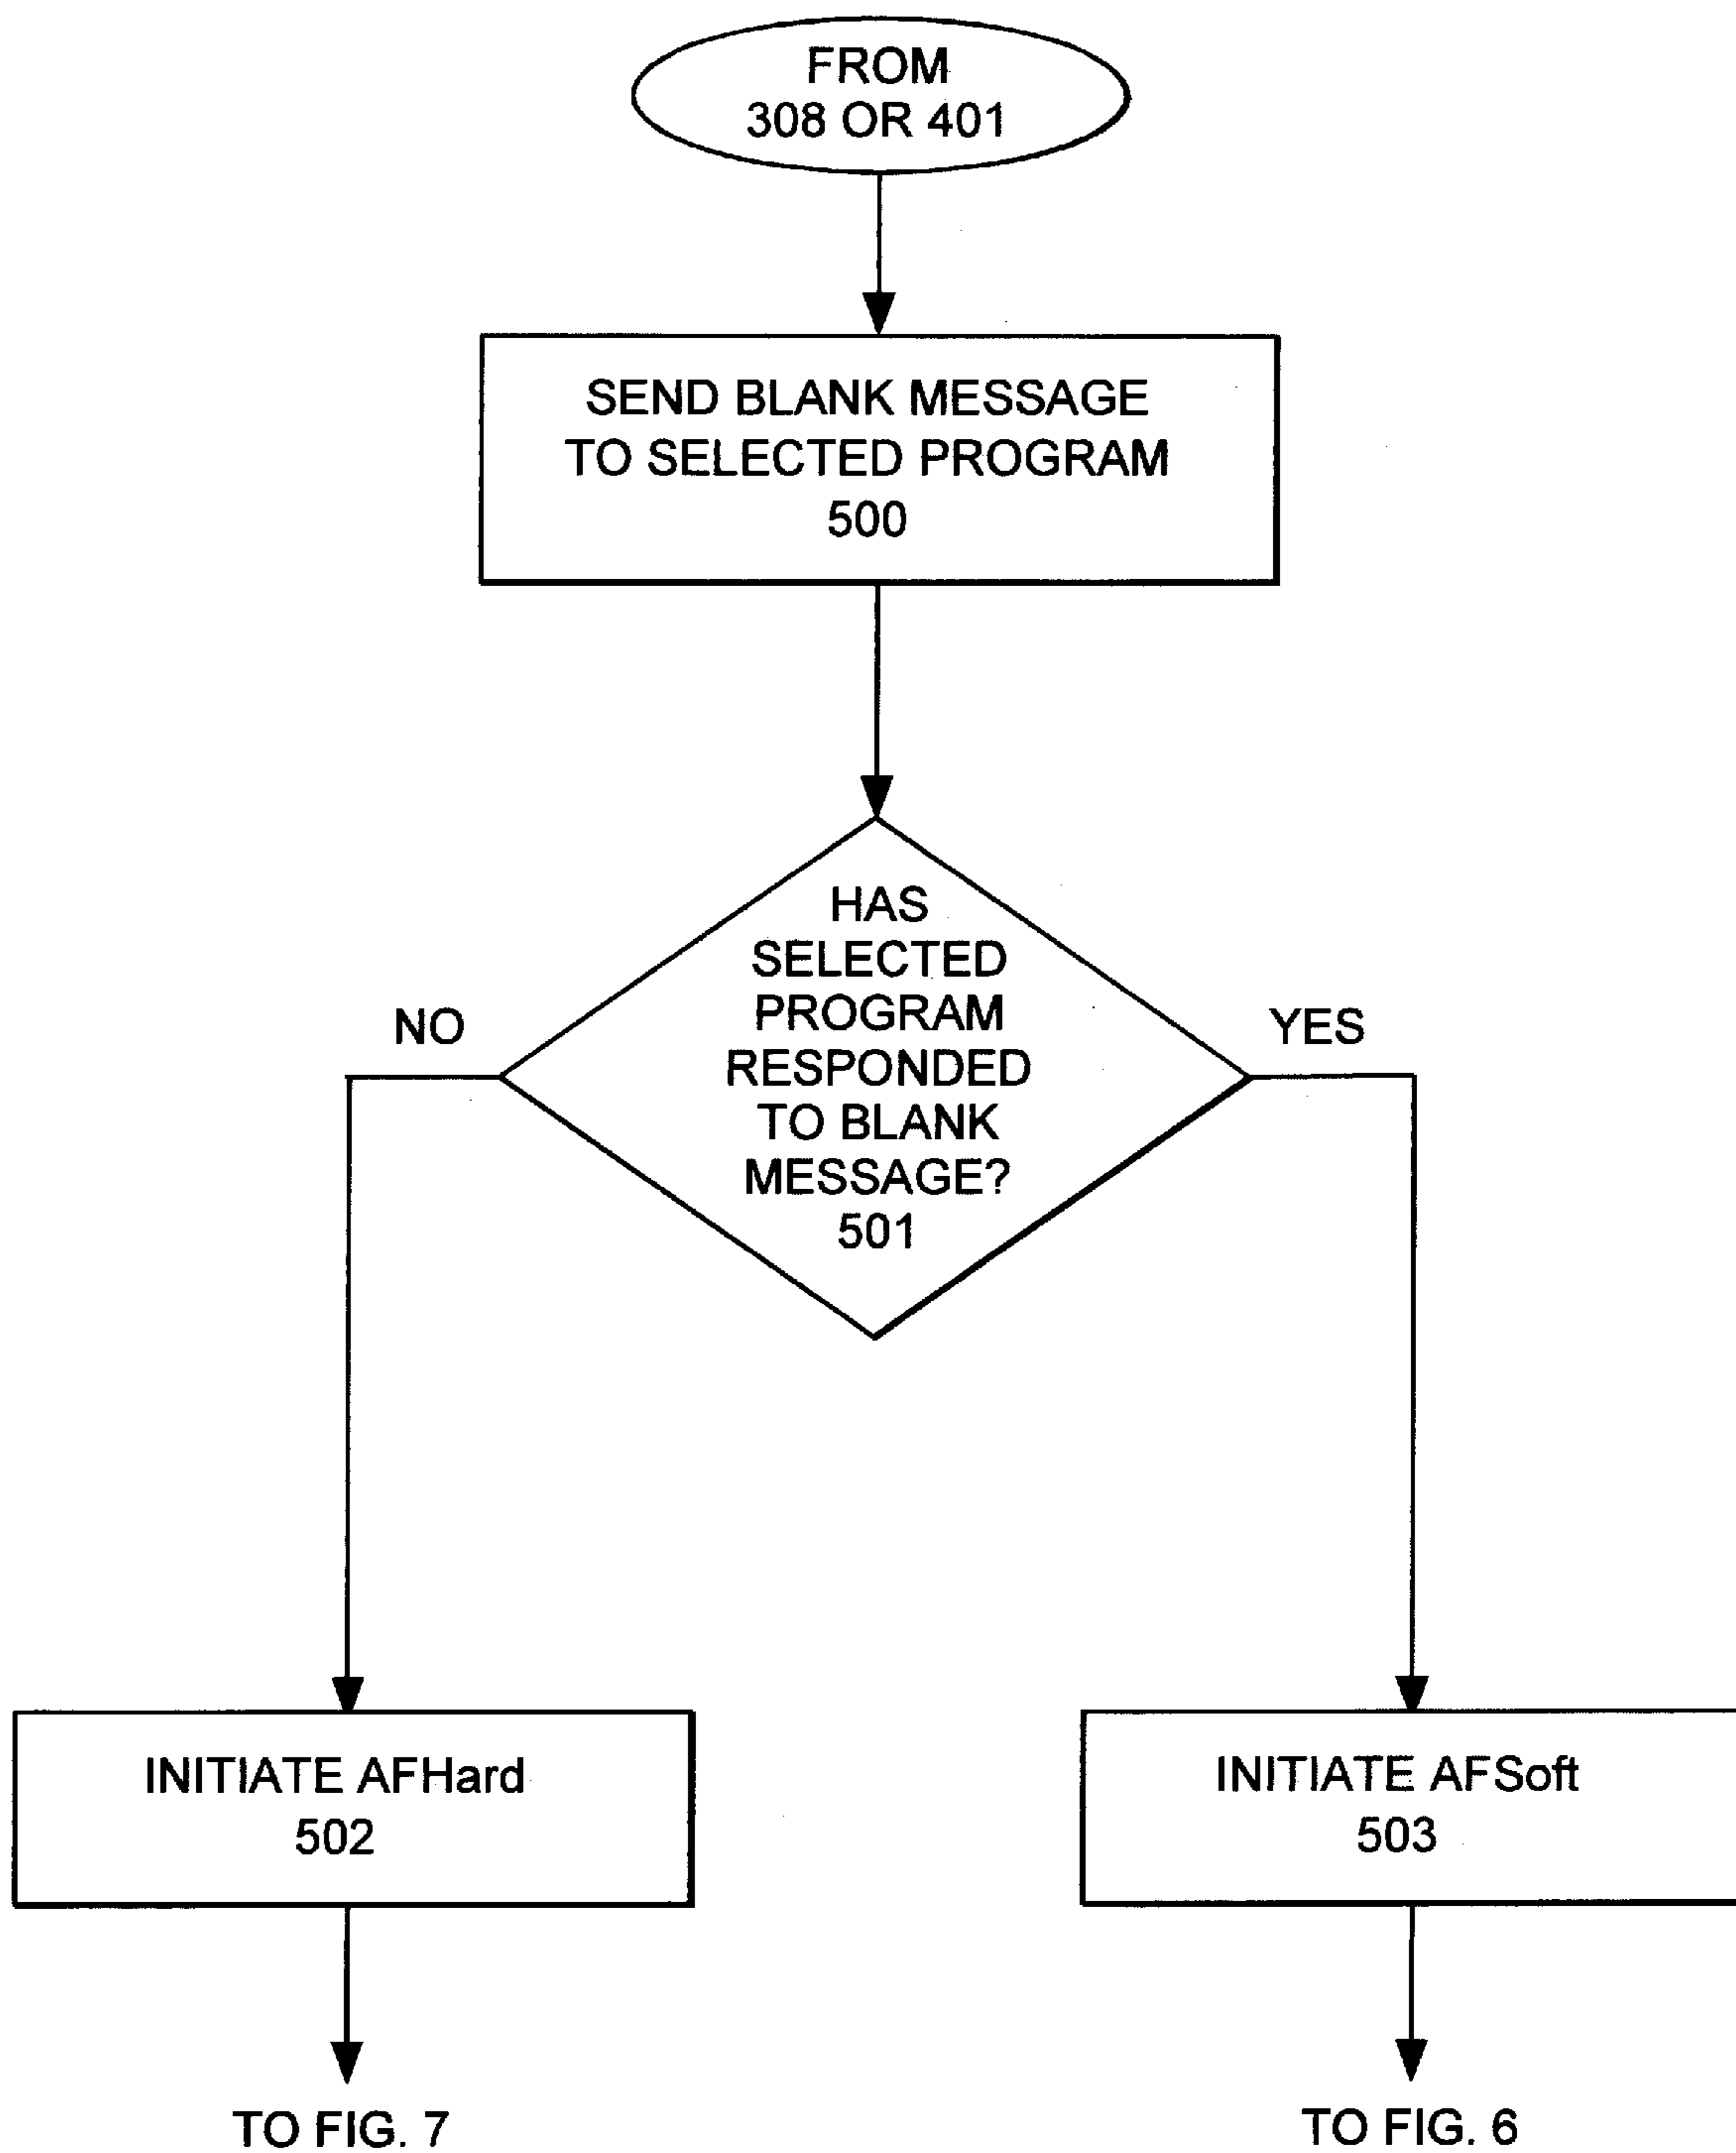 FROM
308 OR 401
SEND BLANK MESSAGE
TO SELECTED PROGRAM
500
HAS
SELECTED
PROGRAM
RESPONDED
TO BLANK
MESSAGE?
501
NO
YES
INITIATE AFHard
502
INITIATE AFSoft
503
TO FIG. 7
TO FIG. 6